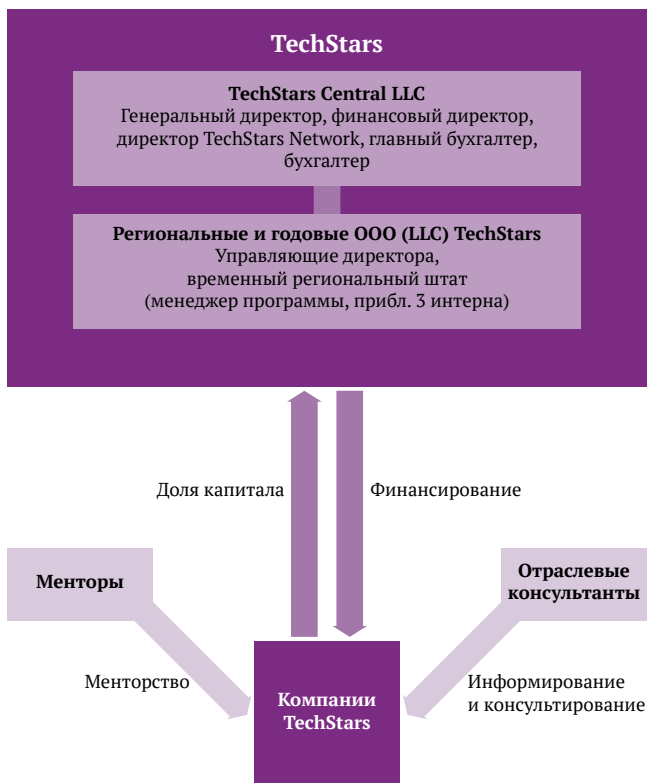 TechStars
TechStars Central LLC
Генеральный директор, финансовый директор,
директор TechStars Network, главный бухгалтер,
бухгалтер
Региональные и годовые ООО (LLC) TechStars
Управляющие директора,
временный региональный штат
(менеджер программы, прибл. 3 интерна)
Доля капитала
Финансирование
Менторы
Отраслевые
консультанты
Менторство
Информирование
и консультирование
Компании
TechStars